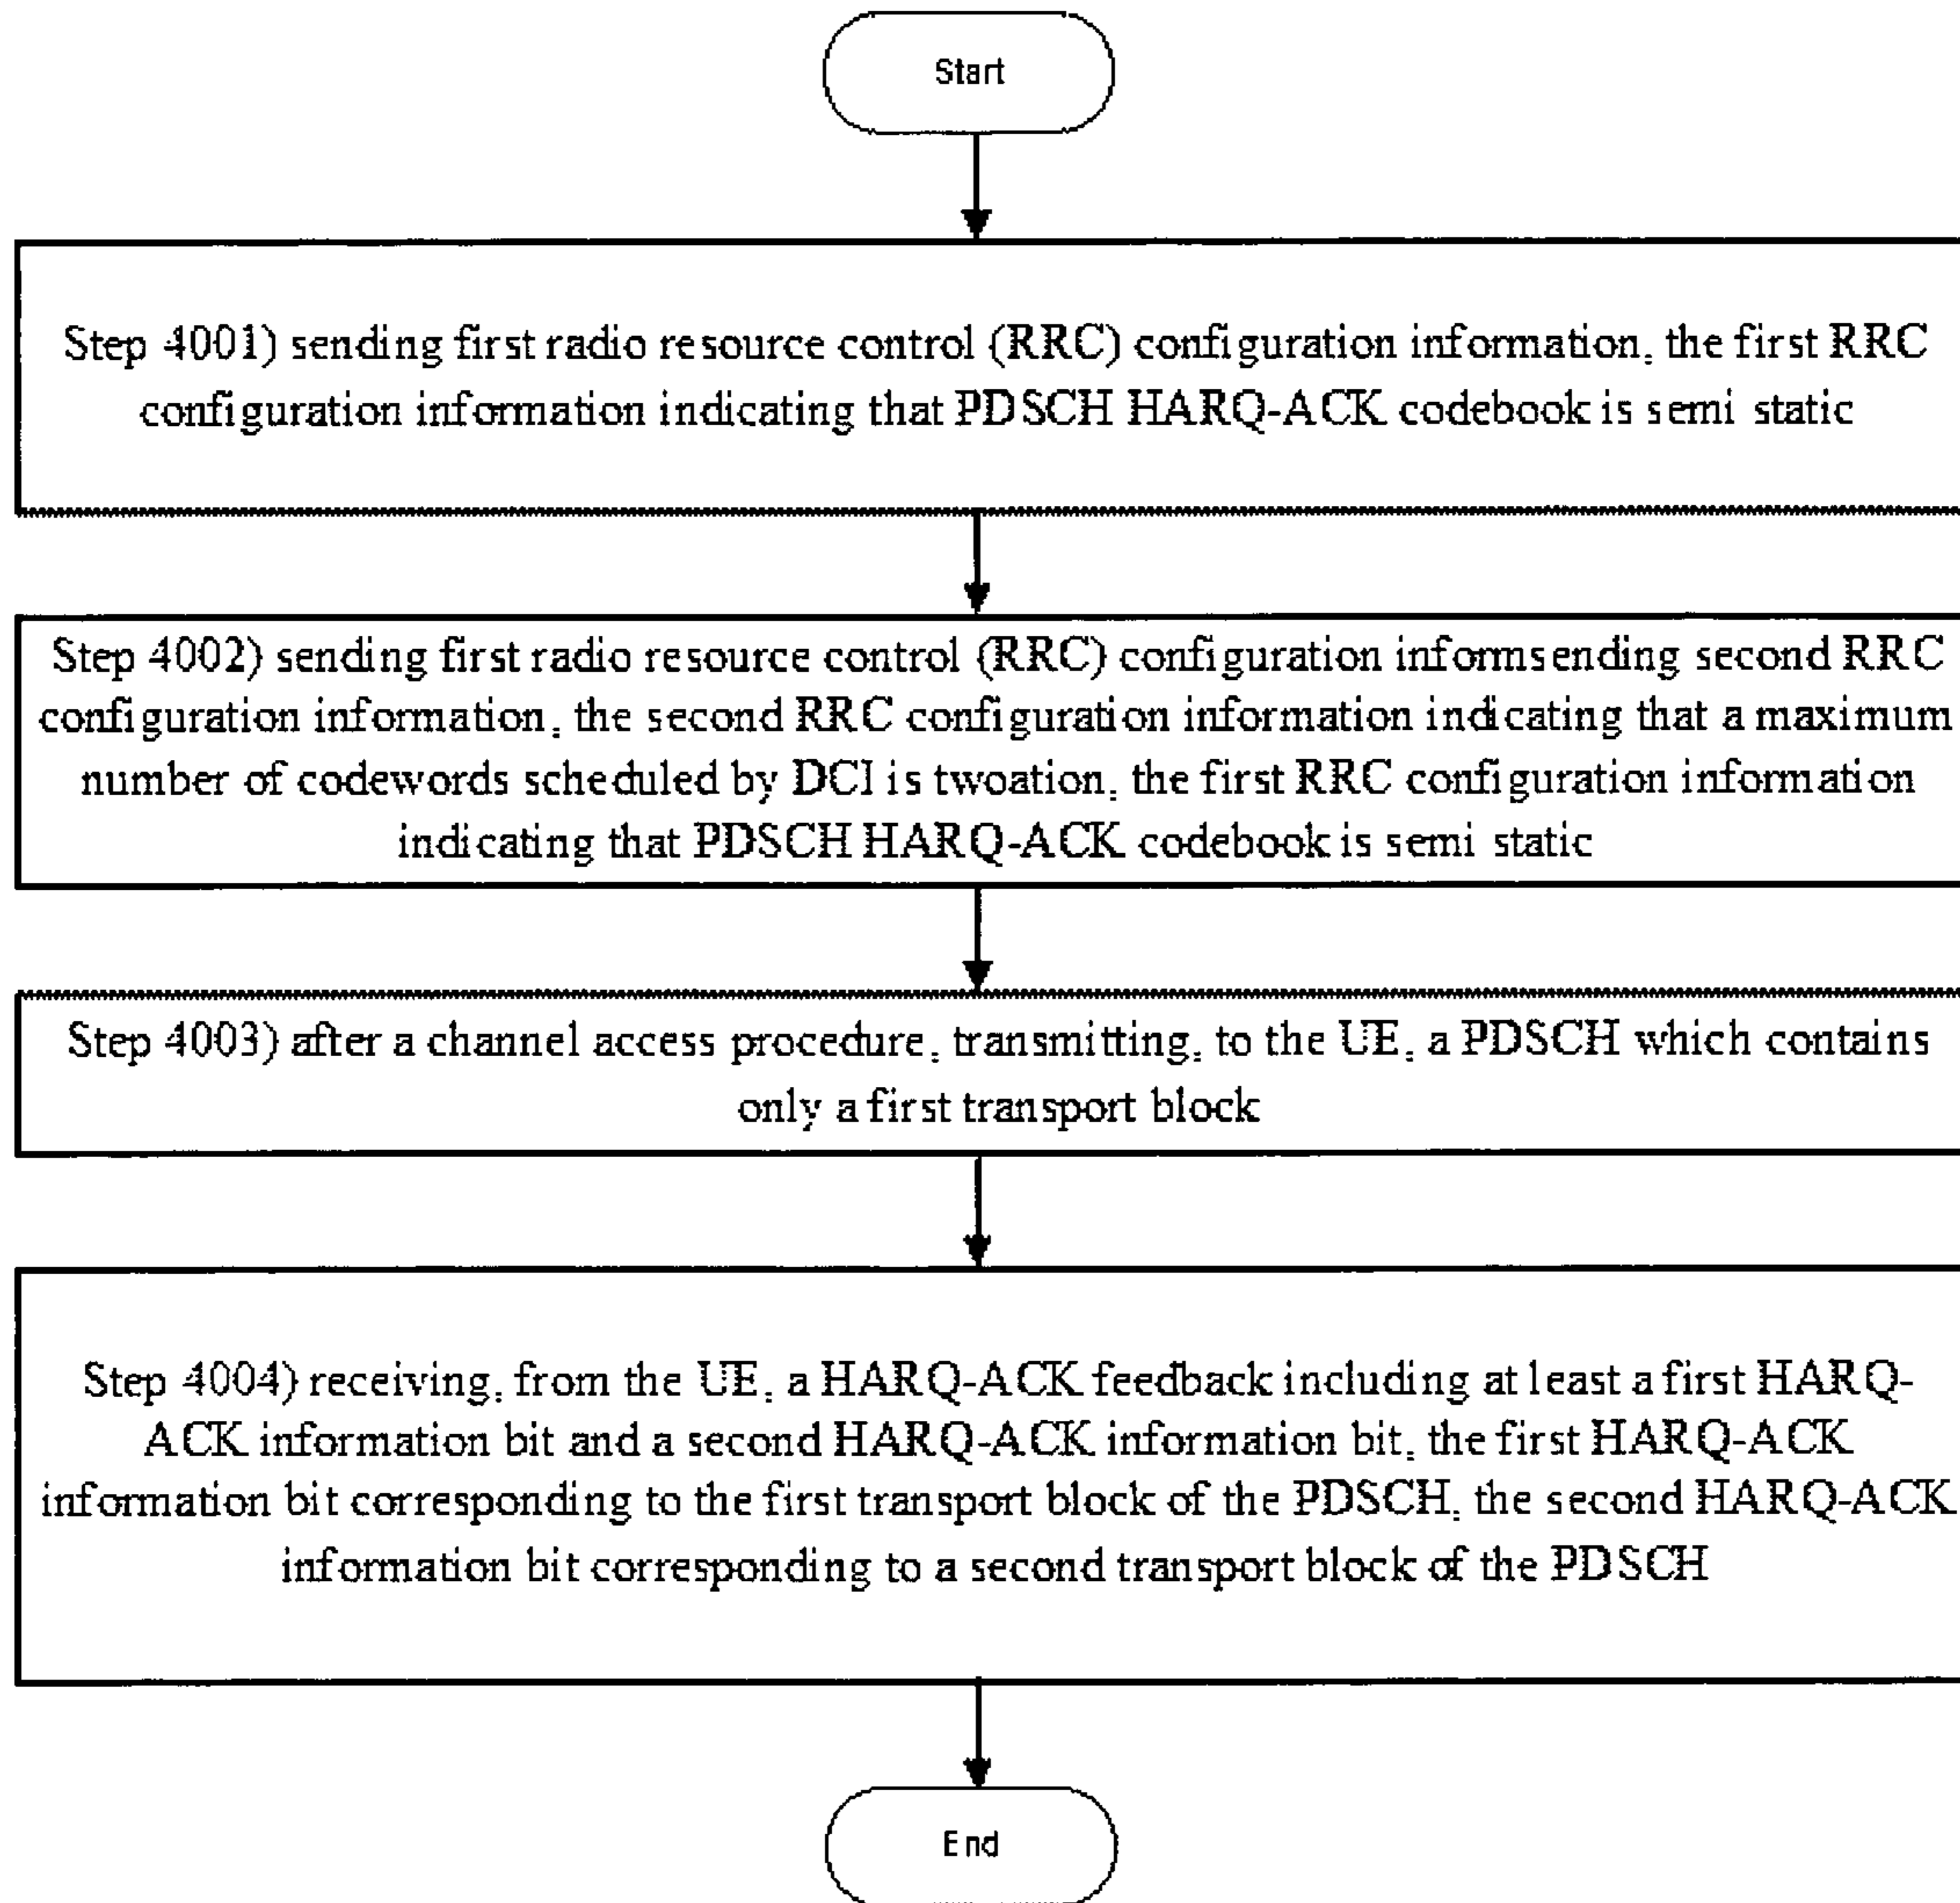 Start
Step 4001) sending first radio resource control (RRC) configuration information, the first RRC
configuration information indicating that PDSCH HARQ-ACK codebook is semi static
Step 4002) sending first radio resource control (RRC) configuration informsending second RRC
configuration information, the second RRC configuration information indicating that a maximum
number of codewords scheduled by DCI is twoation, the first RRC configuration information
indicating that PDSCH HARQ-ACK codebook is semi static
Step 4003) after a channel access procedure, transmitting, to the UE, a PDSCH which contains
only a first transport block
Step 4004) receiving, from the UE, a HARQ-ACK feedback including at least a first HARQ-
ACK information bit and a second HARQ-ACK information bit, the first HARQ-ACK
information bit corresponding to the first transport block of the PDSCH, the second HARQ-ACK
information bit corresponding to a second transport block of the PDSCH
End